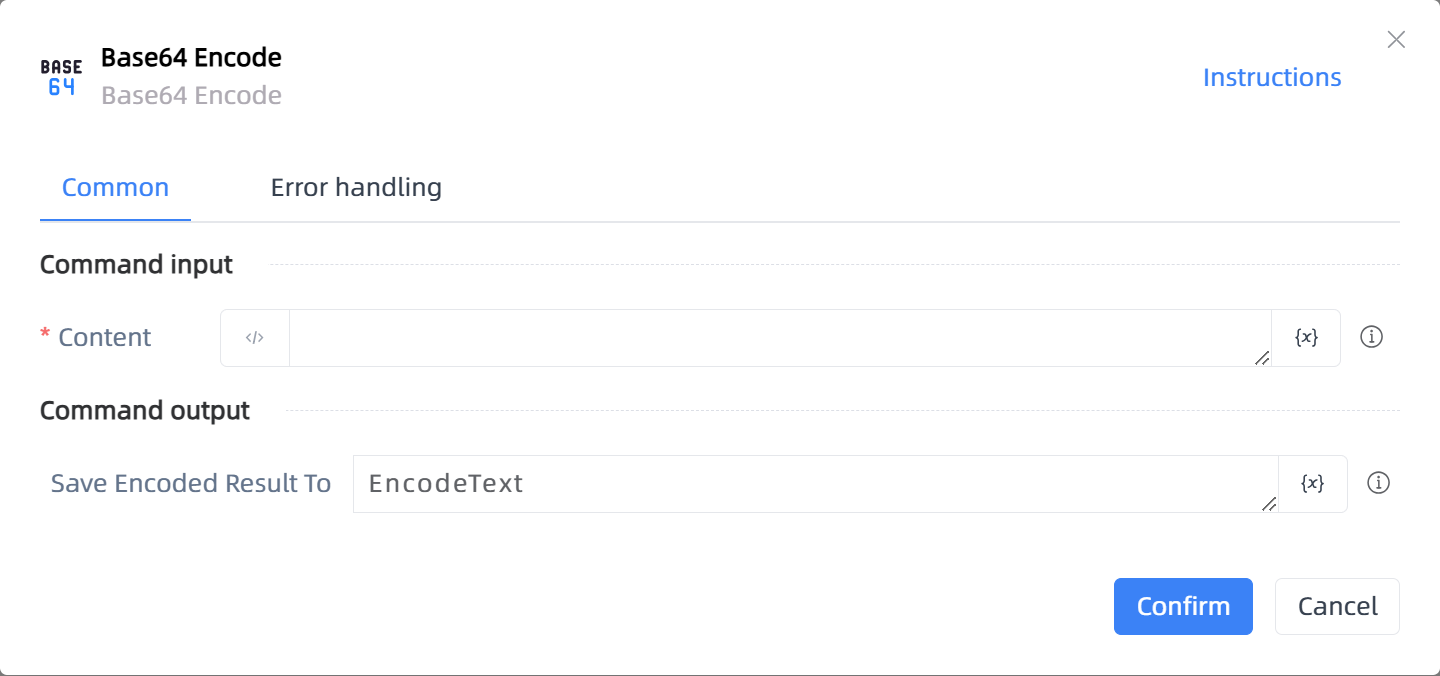 BASE
64
Base64 Encode
Base64 Encode
Instructions
Common
Error handling
Command input
* Content
</>
{x}
Command output
Save Encoded Result To
EncodeText
{x}
Confirm
Cancel